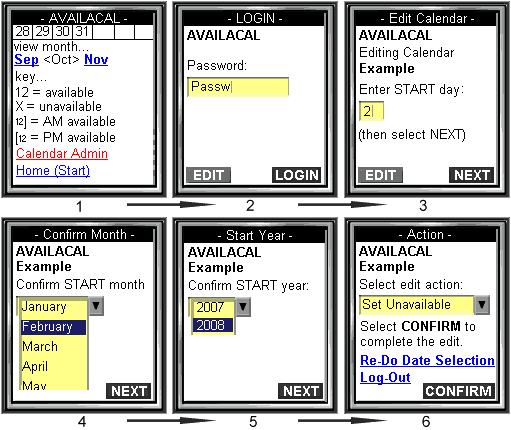 - AVAILACAL -
28 29 30 31
view month...
Sep <Oct> Nov
key...
12 = available
X = unavailable
12] = AM available
[12 = PM available
Calendar Admin
Home (Start)
1
- LOGIN -
AVAILACAL
Password:
Passw
EDIT LOGIN
2
- Edit Calendar -
AVAILACAL
Editing Calendar
Example
Enter START day:
2
(then select NEXT)
EDIT NEXT
3
- Confirm Month -
AVAILACAL
Example
Confirm START month
January
February
March
April
May
NEXT
4
- Start Year -
AVAILACAL
Example
Confirm START year:
2007
2008
NEXT
5
- Action -
AVAILACAL
Example
Select edit action:
Set Unavailable
Select CONFIRM to
complete the edit.
Re-Do Date Selection
Log-Out
CONFIRM
6